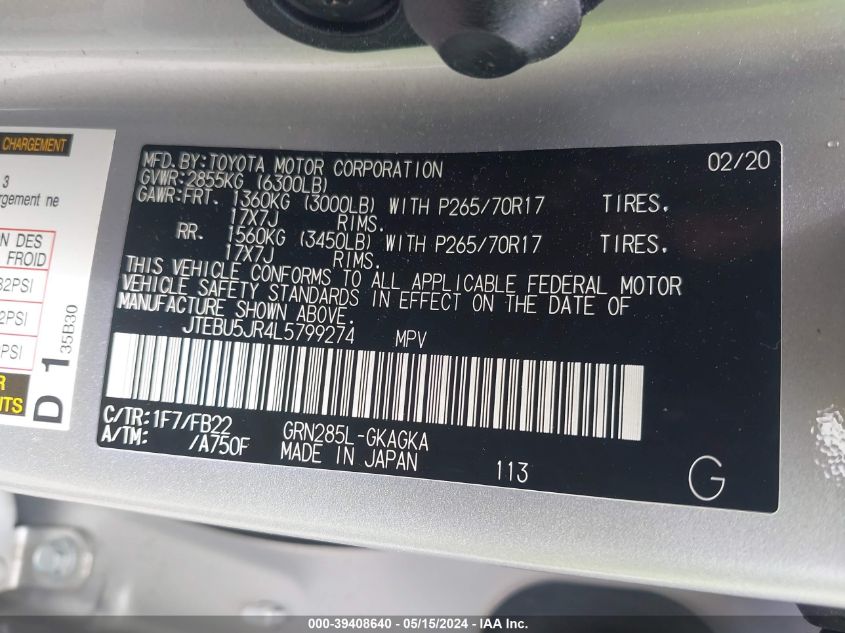 CHARGEMENT
3
rgement ne
ON DES
FROID
2PSI
2PSI
PSI
R
ITS
D 1
35B30
MFD.BY:TOYOTA MOTOR CORPORATION 02/20
GVWR:2855KG (6300LB)
GAWR:FRT. 1360KG (3000LB) WITH P265/70R17 TIRES.
17X7J RIMS.
RR. 1560KG (3450LB) WITH P265/70R17 TIRES.
17X7J RIMS.
THIS VEHICLE CONFORMS TO ALL APPLICABLE FEDERAL MOTOR
VEHICLE SAFETY STANDARDS IN EFFECT ON THE DATE OF
MANUFACTURE SHOWN ABOVE.
JTEBU5JR4L5799274 MPV
C/TR:1F7/FB22 GRN285L-GKAGKA
A/TM: /A750F MADE IN JAPAN 113 G
000-39408640 - 05/15/2024 - IAA Inc.